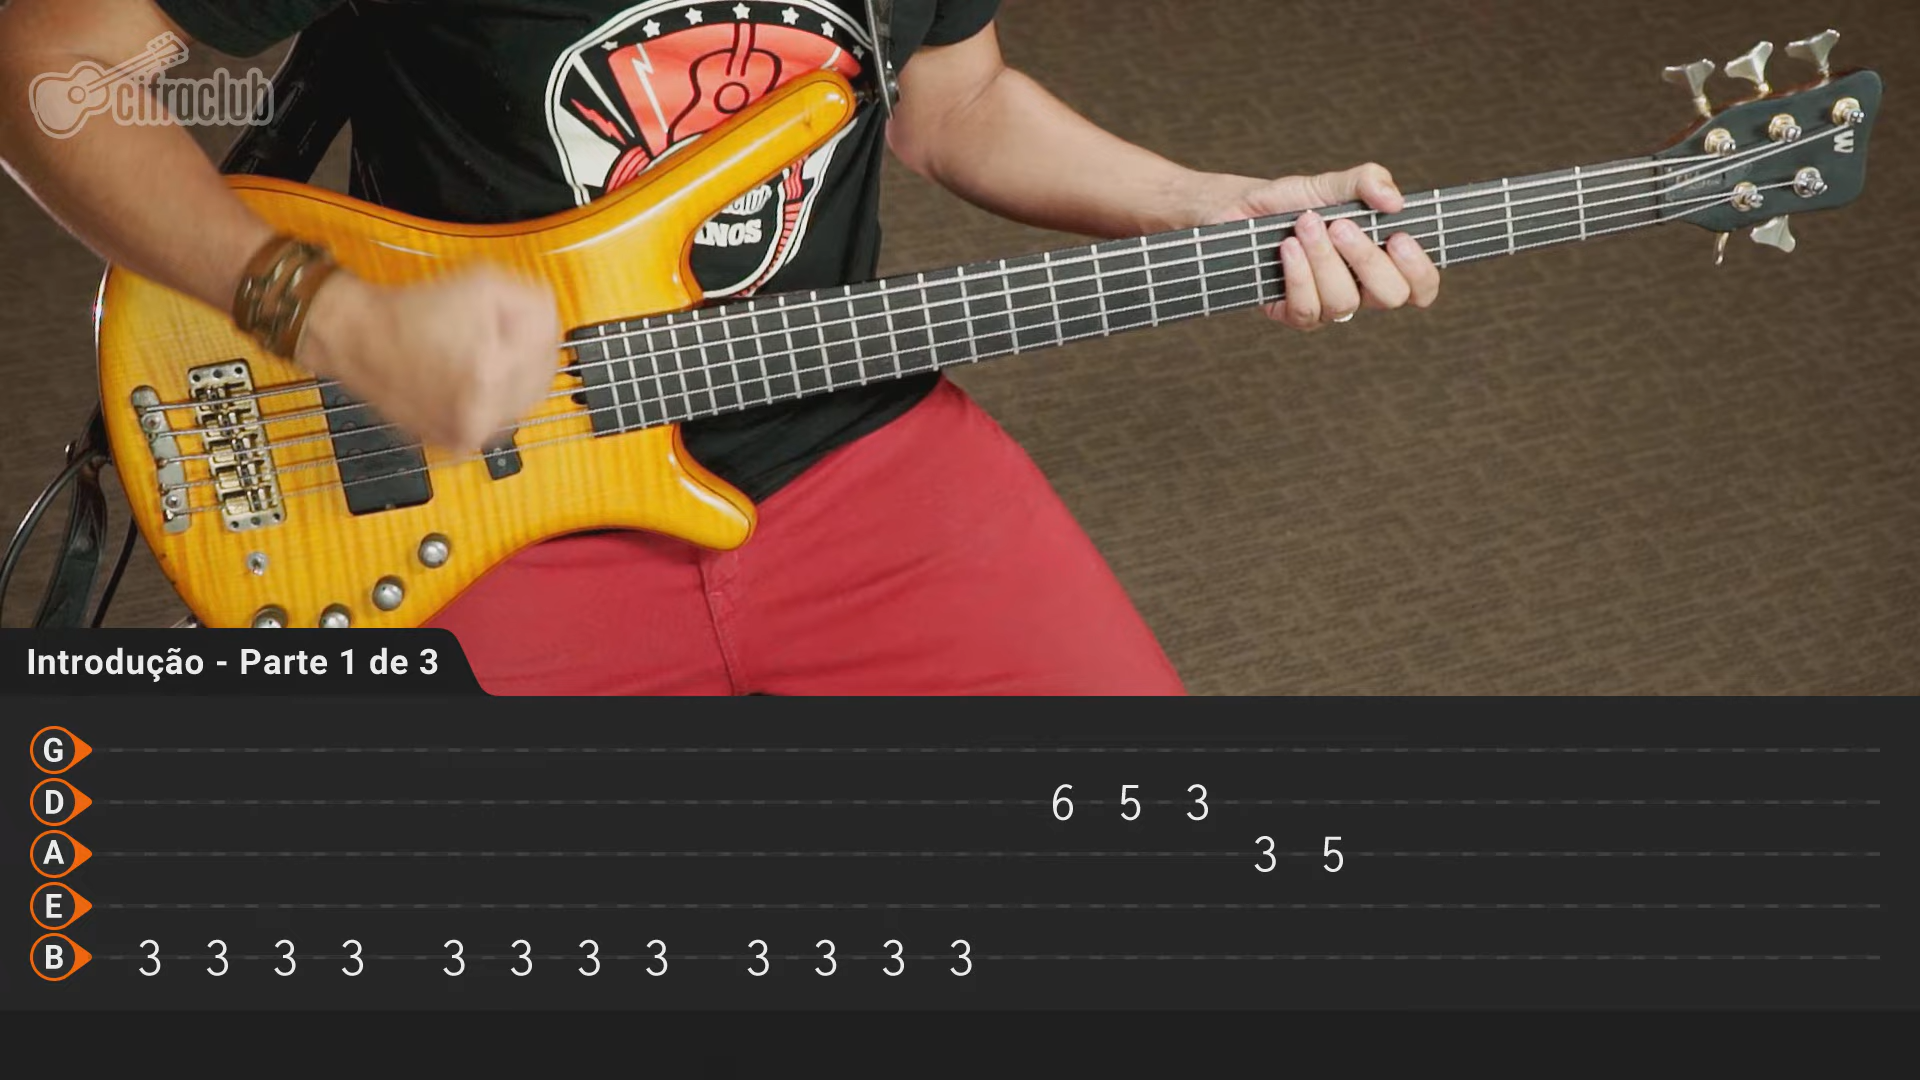 cifraclub
W
ANOS
Introdução - Parte 1 de 3
G
D 6 5 3
A 3 5
E
B 3 3 3 3 3 3 3 3 3 3 3 3